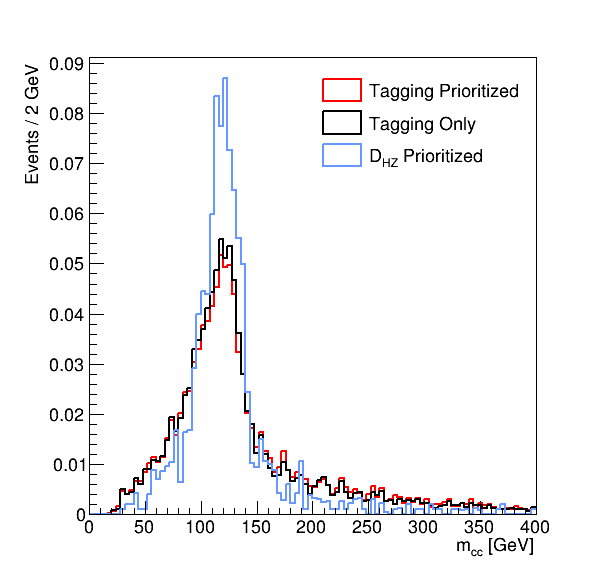 Events / 2 GeV
0.09
0.08
0.07
0.06
0.05
0.04
0.03
0.02
0.01
0
Tagging Prioritized
Tagging Only
D_HZ Prioritized
0 50 100 150 200 250 300 350 400
m_cc [GeV]